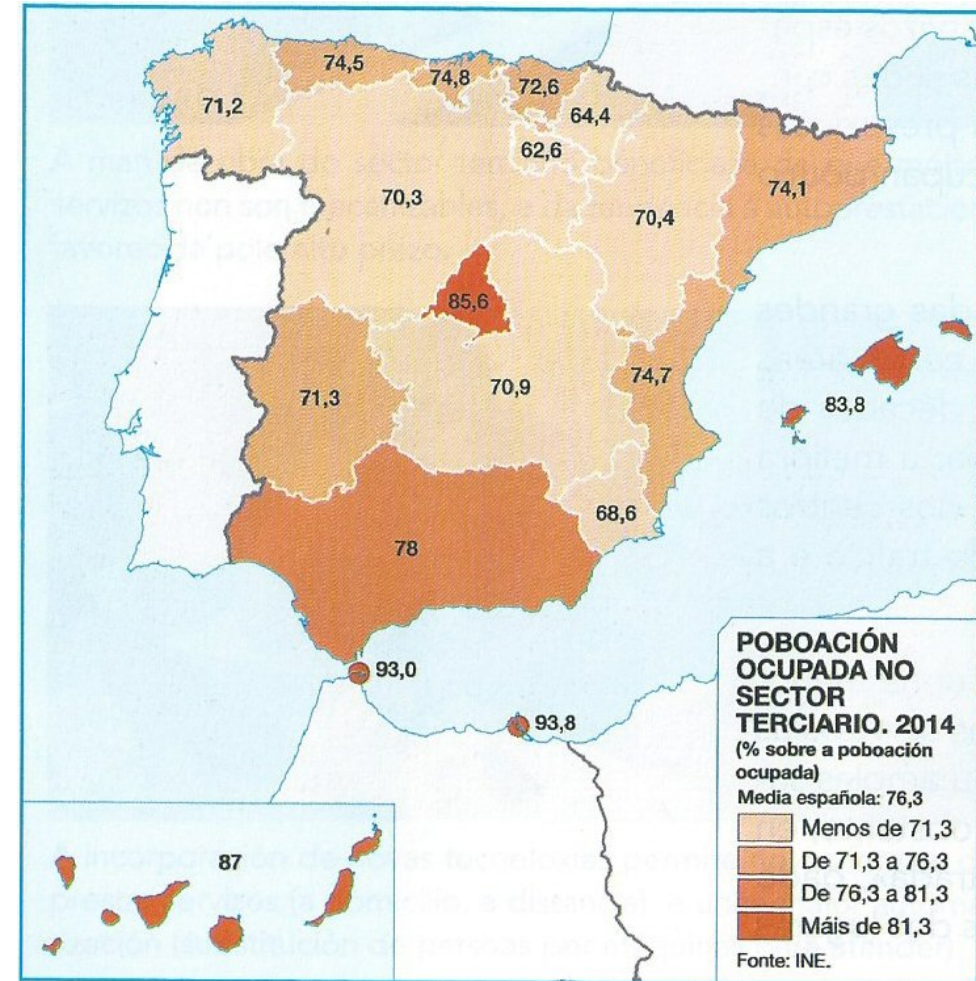 74,5
74,8
72,6
64,4
71,2
62,6
74,1
70,3
70,4
85,6
74,7
71,3
70,9
83,8
68,6
78
93,0
93,8
87
POBOACIÓN
OCUPADA NO
SECTOR
TERCIARIO. 2014
(% sobre a poboación
ocupada)
Media española: 76,3
Menos de 71,3
De 71,3 a 76,3
De 76,3 a 81,3
Máis de 81,3
Fonte: INE.
das grandes